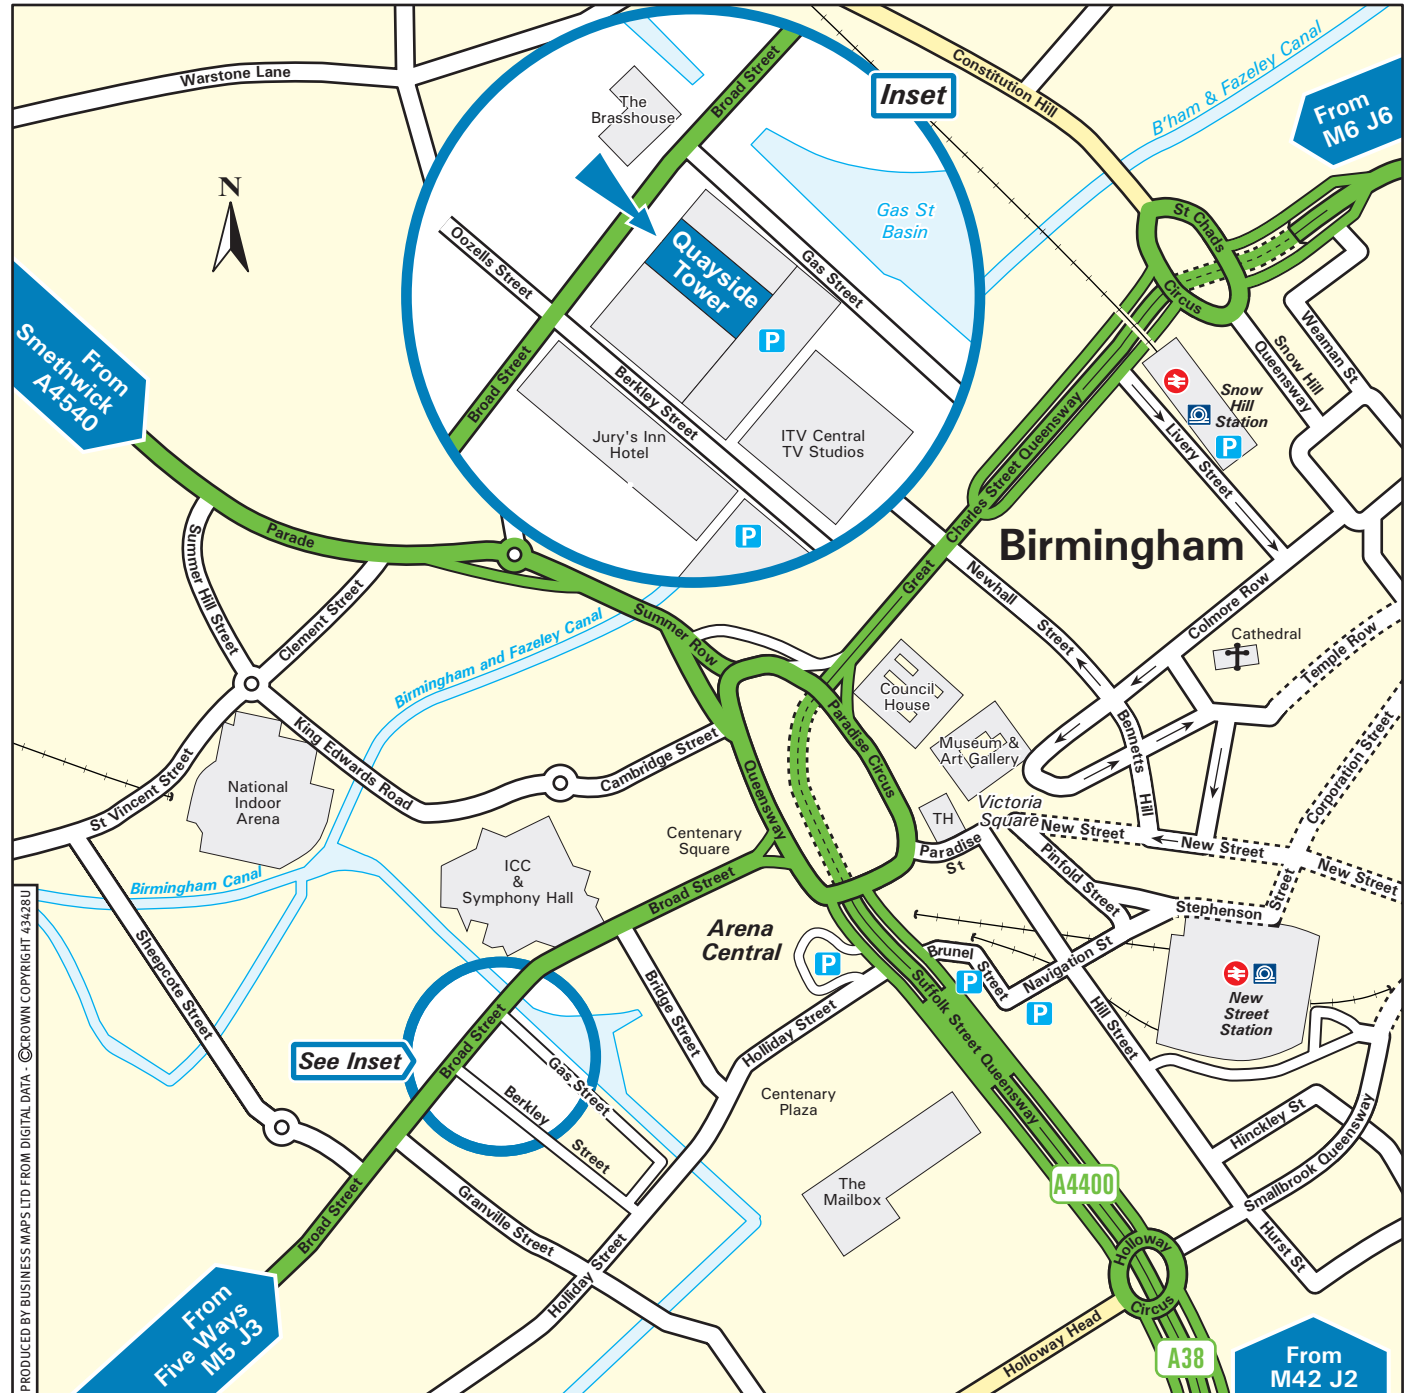 Warstone Lane
Constitution Hill
B'ham & Fazeley Canal
From
M6 J6
N
Inset
Broad Street
The
Brasshouse
Gas St
Basin
Quayside
Tower
Gas Street
P
Oozells Street
Broad Street
Berkley Street
Jury's Inn
Hotel
ITV Central
TV Studios
P
St Chads
Circus
Weaman St
Snow Hill
Queensway
Snow
Hill
Station
P
Livery Street
Great Charles Street Queensway
Birmingham
From
Smethwick
A4540
Parade
Summer Hill Street
Clement Street
Summer Row
Newhall Street
Colmore Row
Cathedral
Temple Row
Birmingham and Fazeley Canal
Council
House
Museum &
Art Gallery
Paradise Circus
Queensway
Bennetts Hill
Corporation Street
King Edwards Road
Cambridge Street
St Vincent Street
National
Indoor
Arena
Centenary
Square
TH
Victoria
Square
New Street
New Street
New Street
Paradise
St
Pinfold Street
Stephenson Street
Birmingham Canal
ICC
&
Symphony Hall
Broad Street
Arena
Central
P
Brunel Street
P
Navigation St
P
New
Street
Station
Sheepcote Street
Bridge Street
Holliday Street
Suffolk Street Queensway
Hill Street
See Inset
Broad Street
Gas Street
Berkley Street
Centenary
Plaza
The
Mailbox
Hinckley St
Smallbrook Queensway
Hurst St
A4400
Holloway
Circus
Broad Street
Granville Street
Holliday Street
Holloway Head
A38
From
Five Ways
M5 J3
From
M42 J2
PRODUCED BY BUSINESS MAPS LTD FROM DIGITAL DATA - ©CROWN COPYRIGHT 43428U